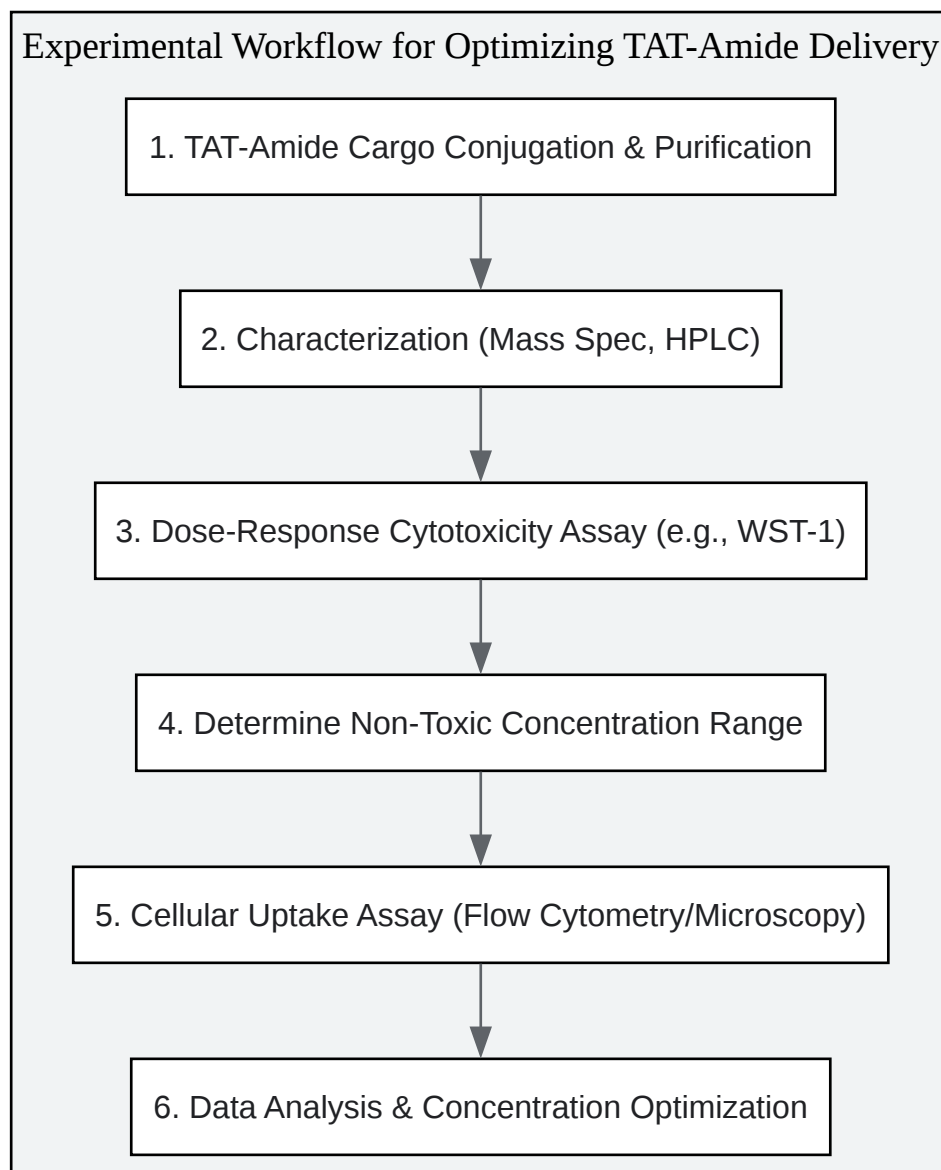 Experimental Workflow for Optimizing TAT-Amide Delivery
1. TAT-Amide Cargo Conjugation & Purification
2. Characterization (Mass Spec, HPLC)
3. Dose-Response Cytotoxicity Assay (e.g., WST-1)
4. Determine Non-Toxic Concentration Range
5. Cellular Uptake Assay (Flow Cytometry/Microscopy)
6. Data Analysis & Concentration Optimization